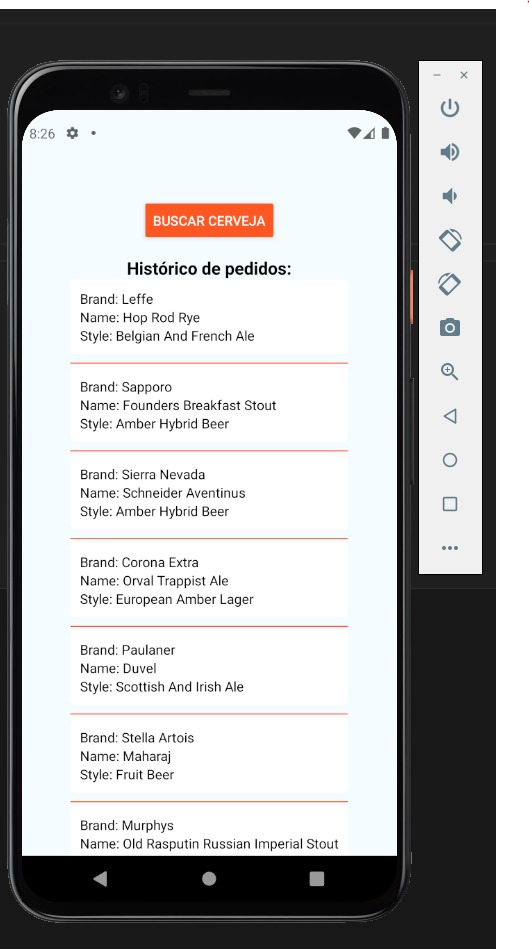 8:26
BUSCAR CERVEJA
Histórico de pedidos:
Brand: Leffe
Name: Hop Rod Rye
Style: Belgian And French Ale
Brand: Sapporo
Name: Founders Breakfast Stout
Style: Amber Hybrid Beer
Brand: Sierra Nevada
Name: Schneider Aventinus
Style: Amber Hybrid Beer
Brand: Corona Extra
Name: Orval Trappist Ale
Style: European Amber Lager
Brand: Paulaner
Name: Duvel
Style: Scottish And Irish Ale
Brand: Stella Artois
Name: Maharaj
Style: Fruit Beer
Brand: Murphys
Name: Old Rasputin Russian Imperial Stout